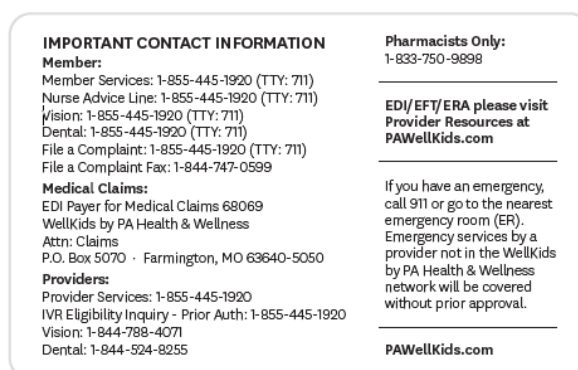 IMPORTANT CONTACT INFORMATION
Member:
Member Services: 1-855-445-1920 (TTY: 711)
Nurse Advice Line: 1-855-445-1920 (TTY: 711)
Vision: 1-855-445-1920 (TTY: 711)
Dental: 1-855-445-1920 (TTY: 711)
File a Complaint: 1-855-445-1920 (TTY: 711)
File a Complaint Fax: 1-844-747-0599
Medical Claims:
EDI Payer for Medical Claims 68069
WellKids by PA Health & Wellness
Attn: Claims
P.O. Box 5070 · Farmington, MO 63640-5050
Providers:
Provider Services: 1-855-445-1920
IVR Eligibility Inquiry - Prior Auth: 1-855-445-1920
Vision: 1-844-788-4071
Dental: 1-844-524-8255
Pharmacists Only:
1-833-750-9898
EDI/EFT/ERA please visit
Provider Resources at
PAWellKids.com
If you have an emergency,
call 911 or go to the nearest
emergency room (ER).
Emergency services by a
provider not in the WellKids
by PA Health & Wellness
network will be covered
without prior approval.
PAWellKids.com